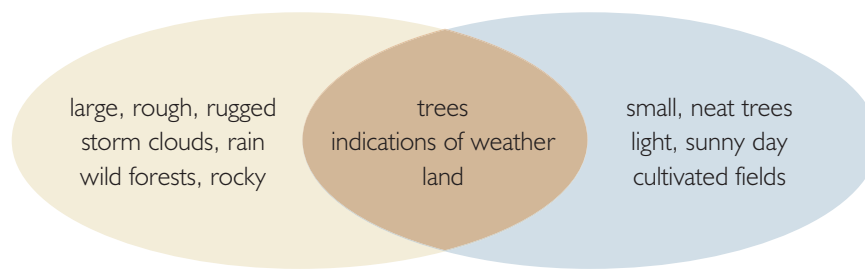 large, rough, rugged
storm clouds, rain
wild forests, rocky
trees
indications of weather
land
small, neat trees
light, sunny day
cultivated fields